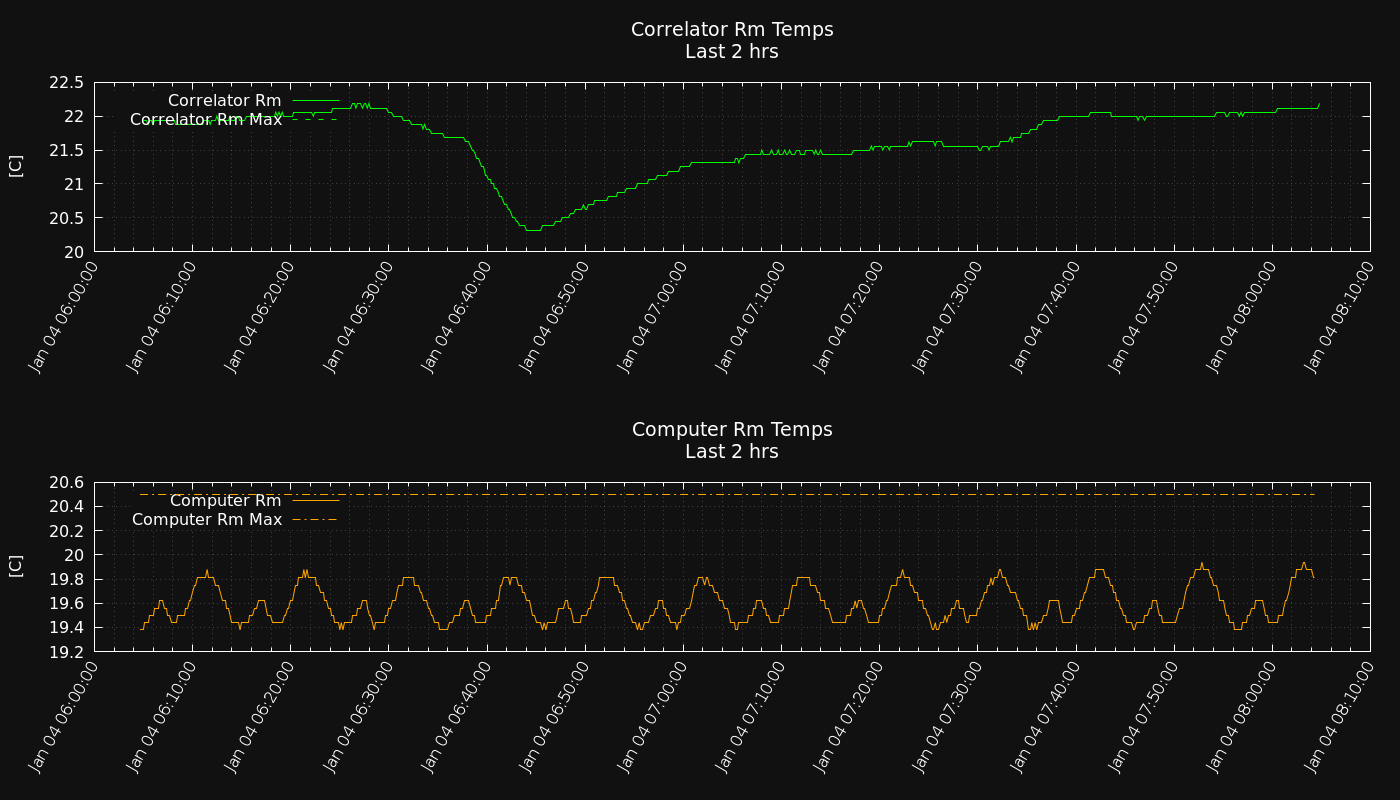 Correlator Rm Temps
Last 2 hrs
22.5
22
21.5
21
20.5
20
[C]
Correlator Rm
Correlator Rm Max
Jan 04 06:00:00
Jan 04 06:10:00
Jan 04 06:20:00
Jan 04 06:30:00
Jan 04 06:40:00
Jan 04 06:50:00
Jan 04 07:00:00
Jan 04 07:10:00
Jan 04 07:20:00
Jan 04 07:30:00
Jan 04 07:40:00
Jan 04 07:50:00
Jan 04 08:00:00
Jan 04 08:10:00
Computer Rm Temps
Last 2 hrs
20.6
20.4
20.2
20
19.8
19.6
19.4
19.2
[C]
Computer Rm
Computer Rm Max
Jan 04 06:00:00
Jan 04 06:10:00
Jan 04 06:20:00
Jan 04 06:30:00
Jan 04 06:40:00
Jan 04 06:50:00
Jan 04 07:00:00
Jan 04 07:10:00
Jan 04 07:20:00
Jan 04 07:30:00
Jan 04 07:40:00
Jan 04 07:50:00
Jan 04 08:00:00
Jan 04 08:10:00